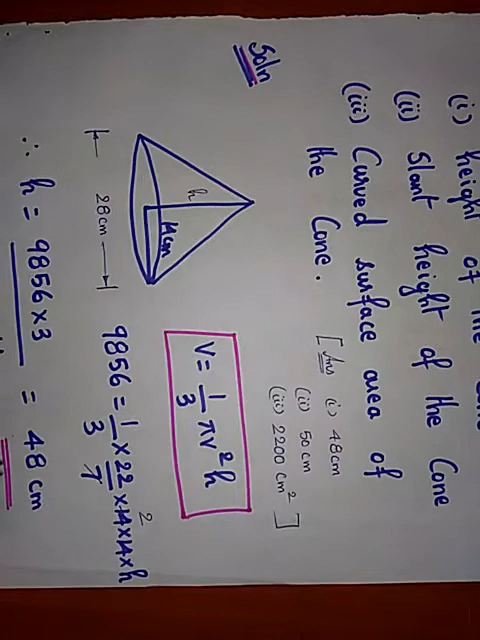 (i) height of the
(ii) Slant height of the Cone
(iii) Curved surface area of
the Cone.
[Ans (i) 48cm
(ii) 50cm
(iii) 2200 cm²]
Soln
h
14cm
28cm
V = 1/3 πr²h
9856 = 1/3 × 22/7 × 14 × 14 × h
2
∴ h = 9856×3 = 48 cm